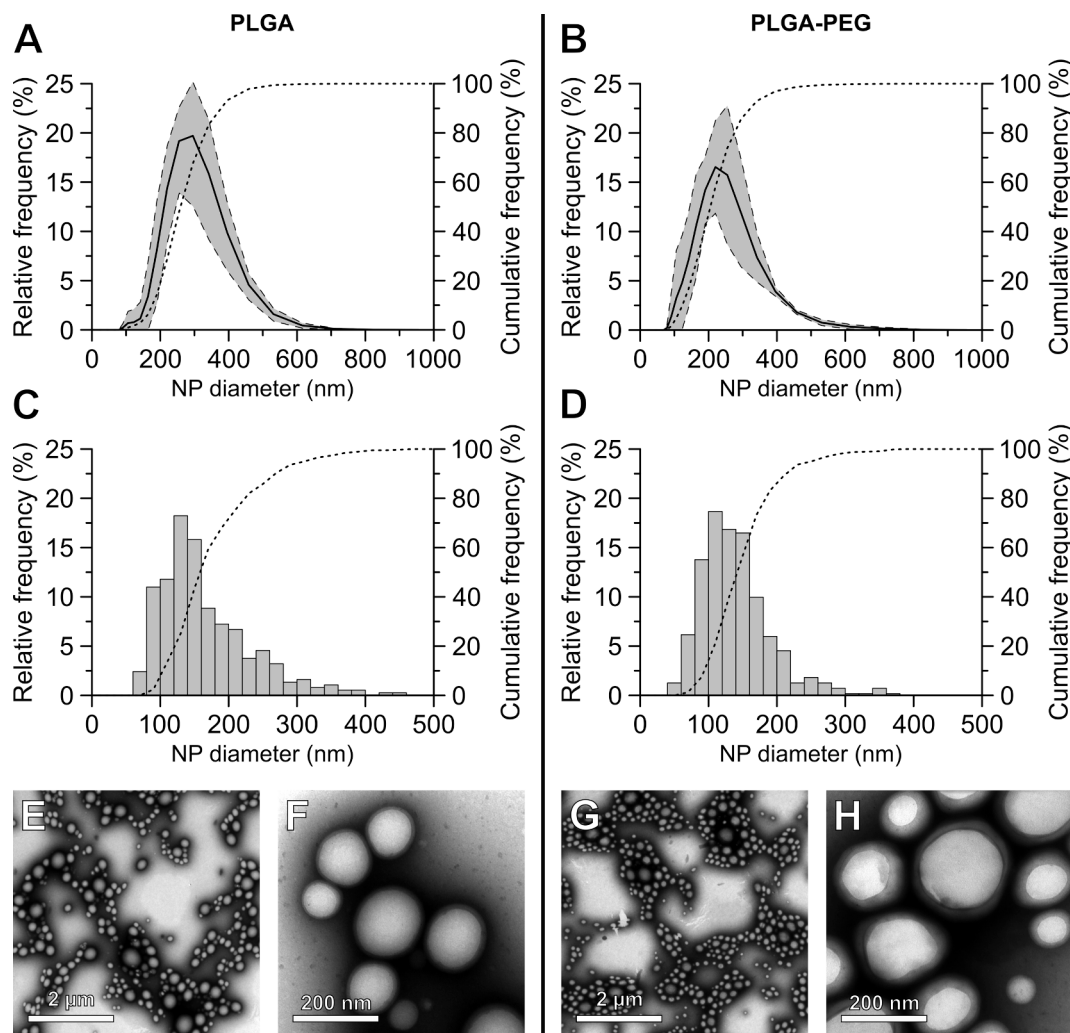 PLGA
PLGA-PEG
A
Relative frequency (%)
25
20
15
10
5
0
Cumulative frequency (%)
100
80
60
40
20
0
0 200 400 600 800 1000
NP diameter (nm)
B
Relative frequency (%)
25
20
15
10
5
0
Cumulative frequency (%)
100
80
60
40
20
0
0 200 400 600 800 1000
NP diameter (nm)
C
Relative frequency (%)
25
20
15
10
5
0
Cumulative frequency (%)
100
80
60
40
20
0
0 100 200 300 400 500
NP diameter (nm)
D
Relative frequency (%)
25
20
15
10
5
0
Cumulative frequency (%)
100
80
60
40
20
0
0 100 200 300 400 500
NP diameter (nm)
E
2 µm
F
200 nm
G
2 µm
H
200 nm